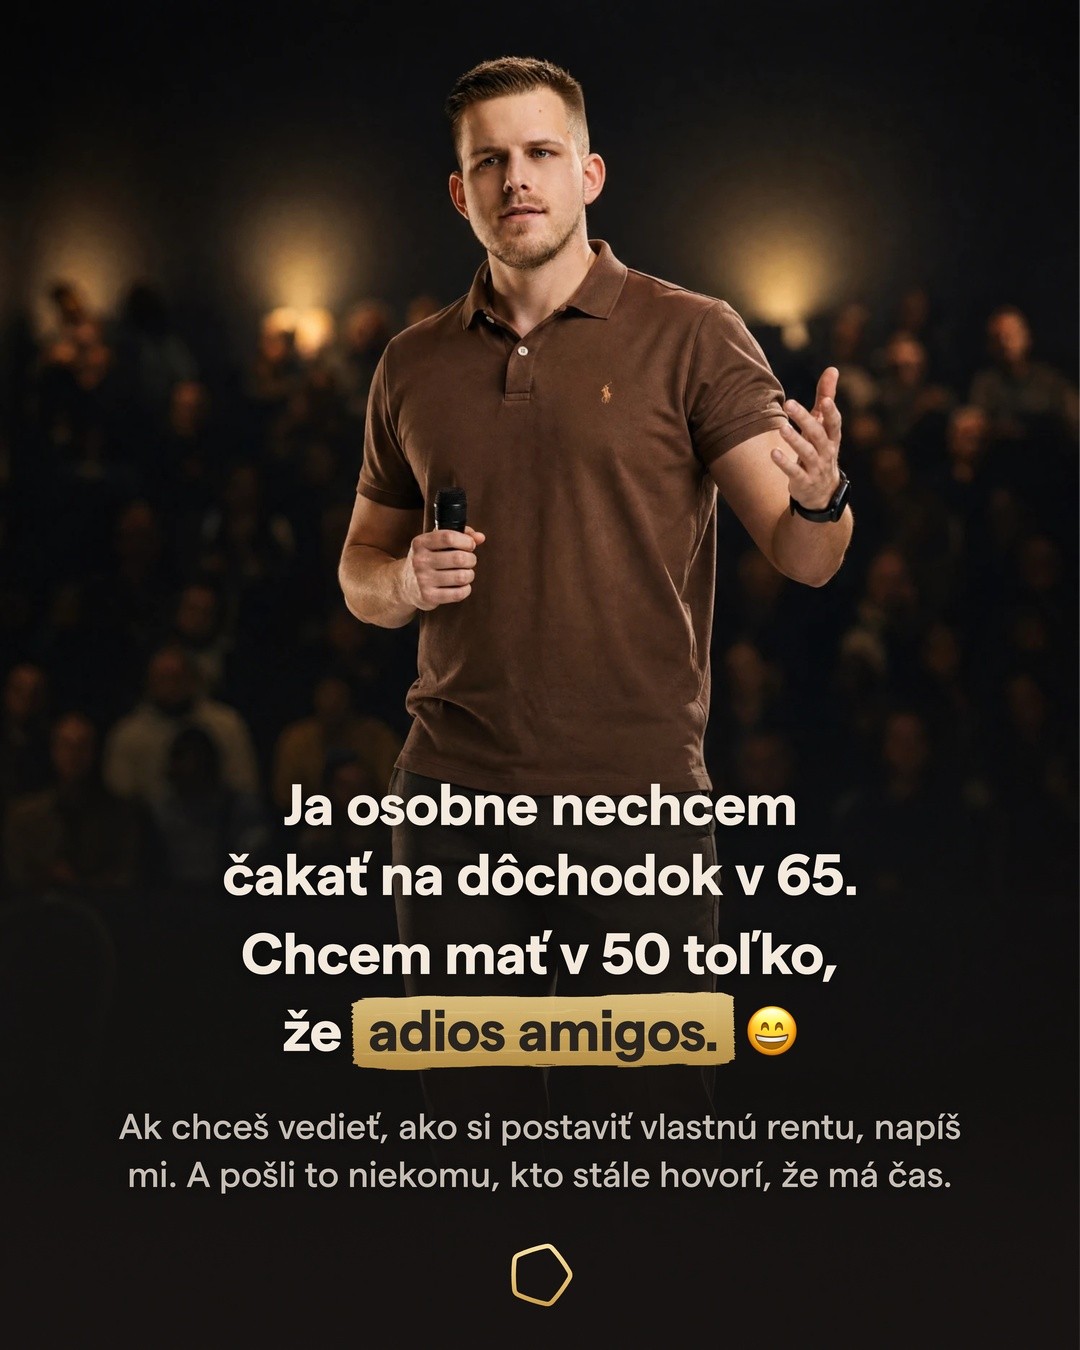 Ja osobne nechcem
čakať na dôchodok v 65.
Chcem mať v 50 toľko,
že adios amigos. 😄
Ak chceš vedieť, ako si postaviť vlastnú rentu, napíš
mi. A pošli to niekomu, kto stále hovorí, že má čas.